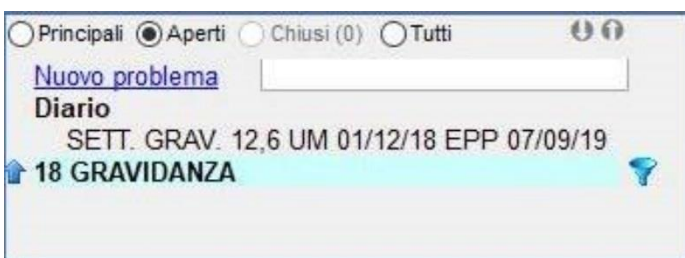 Principali Aperti Chiusi (0) Tutti
Nuovo problema
Diario
SETT. GRAV. 12,6 UM 01/12/18 EPP 07/09/19
18 GRAVIDANZA